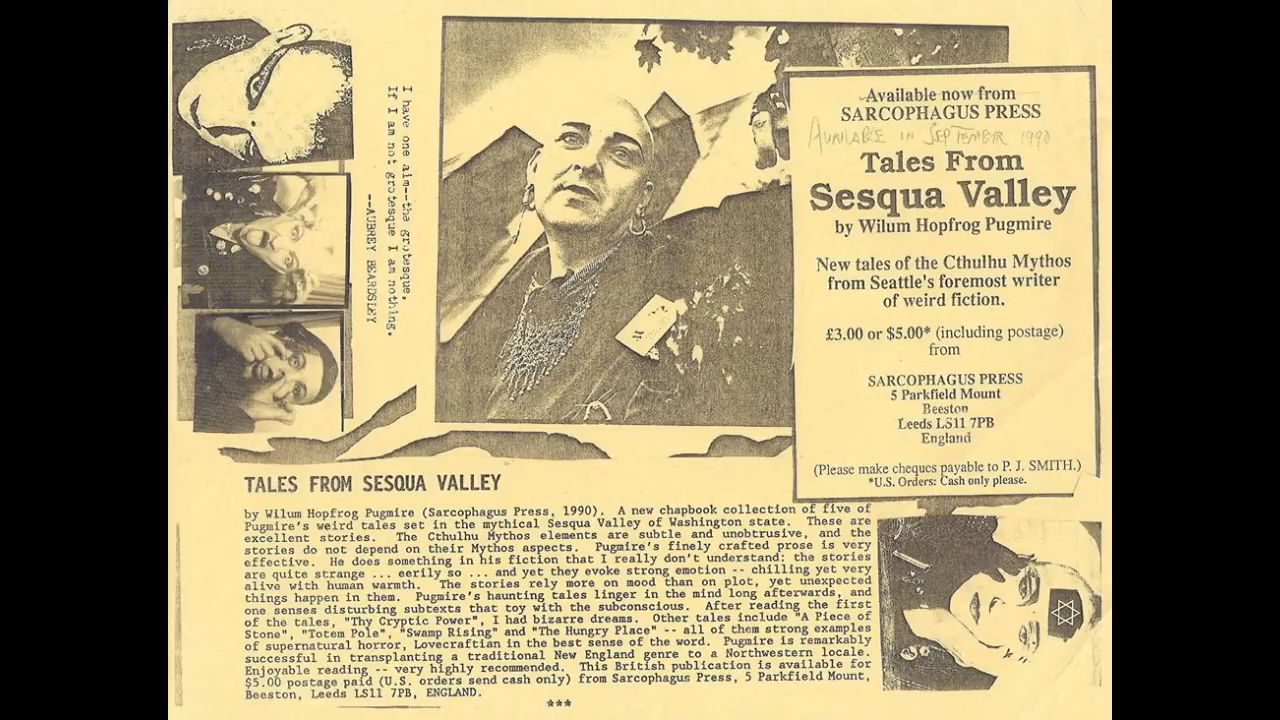 I have one aim--the grotesque.
If I am not grotesque I am nothing.
--AUBREY BEARDSLEY
Available now from
SARCOPHAGUS PRESS
AVAILABLE IN SEPTEMBER 1990
Tales From
Sesqua Valley
by Wilum Hopfrog Pugmire
New tales of the Cthulhu Mythos
from Seattle's foremost writer
of weird fiction.
£3.00 or $5.00* (including postage)
from
SARCOPHAGUS PRESS
5 Parkfield Mount
Beeston
Leeds LS11 7PB
England
(Please make cheques payable to P. J. SMITH.)
*U.S. Orders: Cash only please.
TALES FROM SESQUA VALLEY
by Wilum Hopfrog Pugmire (Sarcophagus Press, 1990). A new chapbook collection of five of
Pugmire's weird tales set in the mythical Sesqua Valley of Washington state. These are
excellent stories. The Cthulhu Mythos elements are subtle and unobtrusive, and the
stories do not depend on their Mythos aspects. Pugmire's finely crafted prose is very
effective. He does something in his fiction that I really don't understand: the stories
are quite strange ... eerily so ... and yet they evoke strong emotion -- chilling yet very
alive with human warmth. The stories rely more on mood than on plot, yet unexpected
things happen in them. Pugmire's haunting tales linger in the mind long afterwards, and
one senses disturbing subtexts that toy with the subconscious. After reading the first
of the tales, "Thy Cryptic Power", I had bizarre dreams. Other tales include "A Piece of
Stone", "Totem Pole", "Swamp Rising" and "The Hungry Place" -- all of them strong examples
of supernatural horror, Lovecraftian in the best sense of the word. Pugmire is remarkably
successful in transplanting a traditional New England genre to a Northwestern locale.
Enjoyable reading -- very highly recommended. This British publication is available for
$5.00 postage paid (U.S. orders send cash only) from Sarcophagus Press, 5 Parkfield Mount,
Beeston, Leeds LS11 7PB, ENGLAND.
***